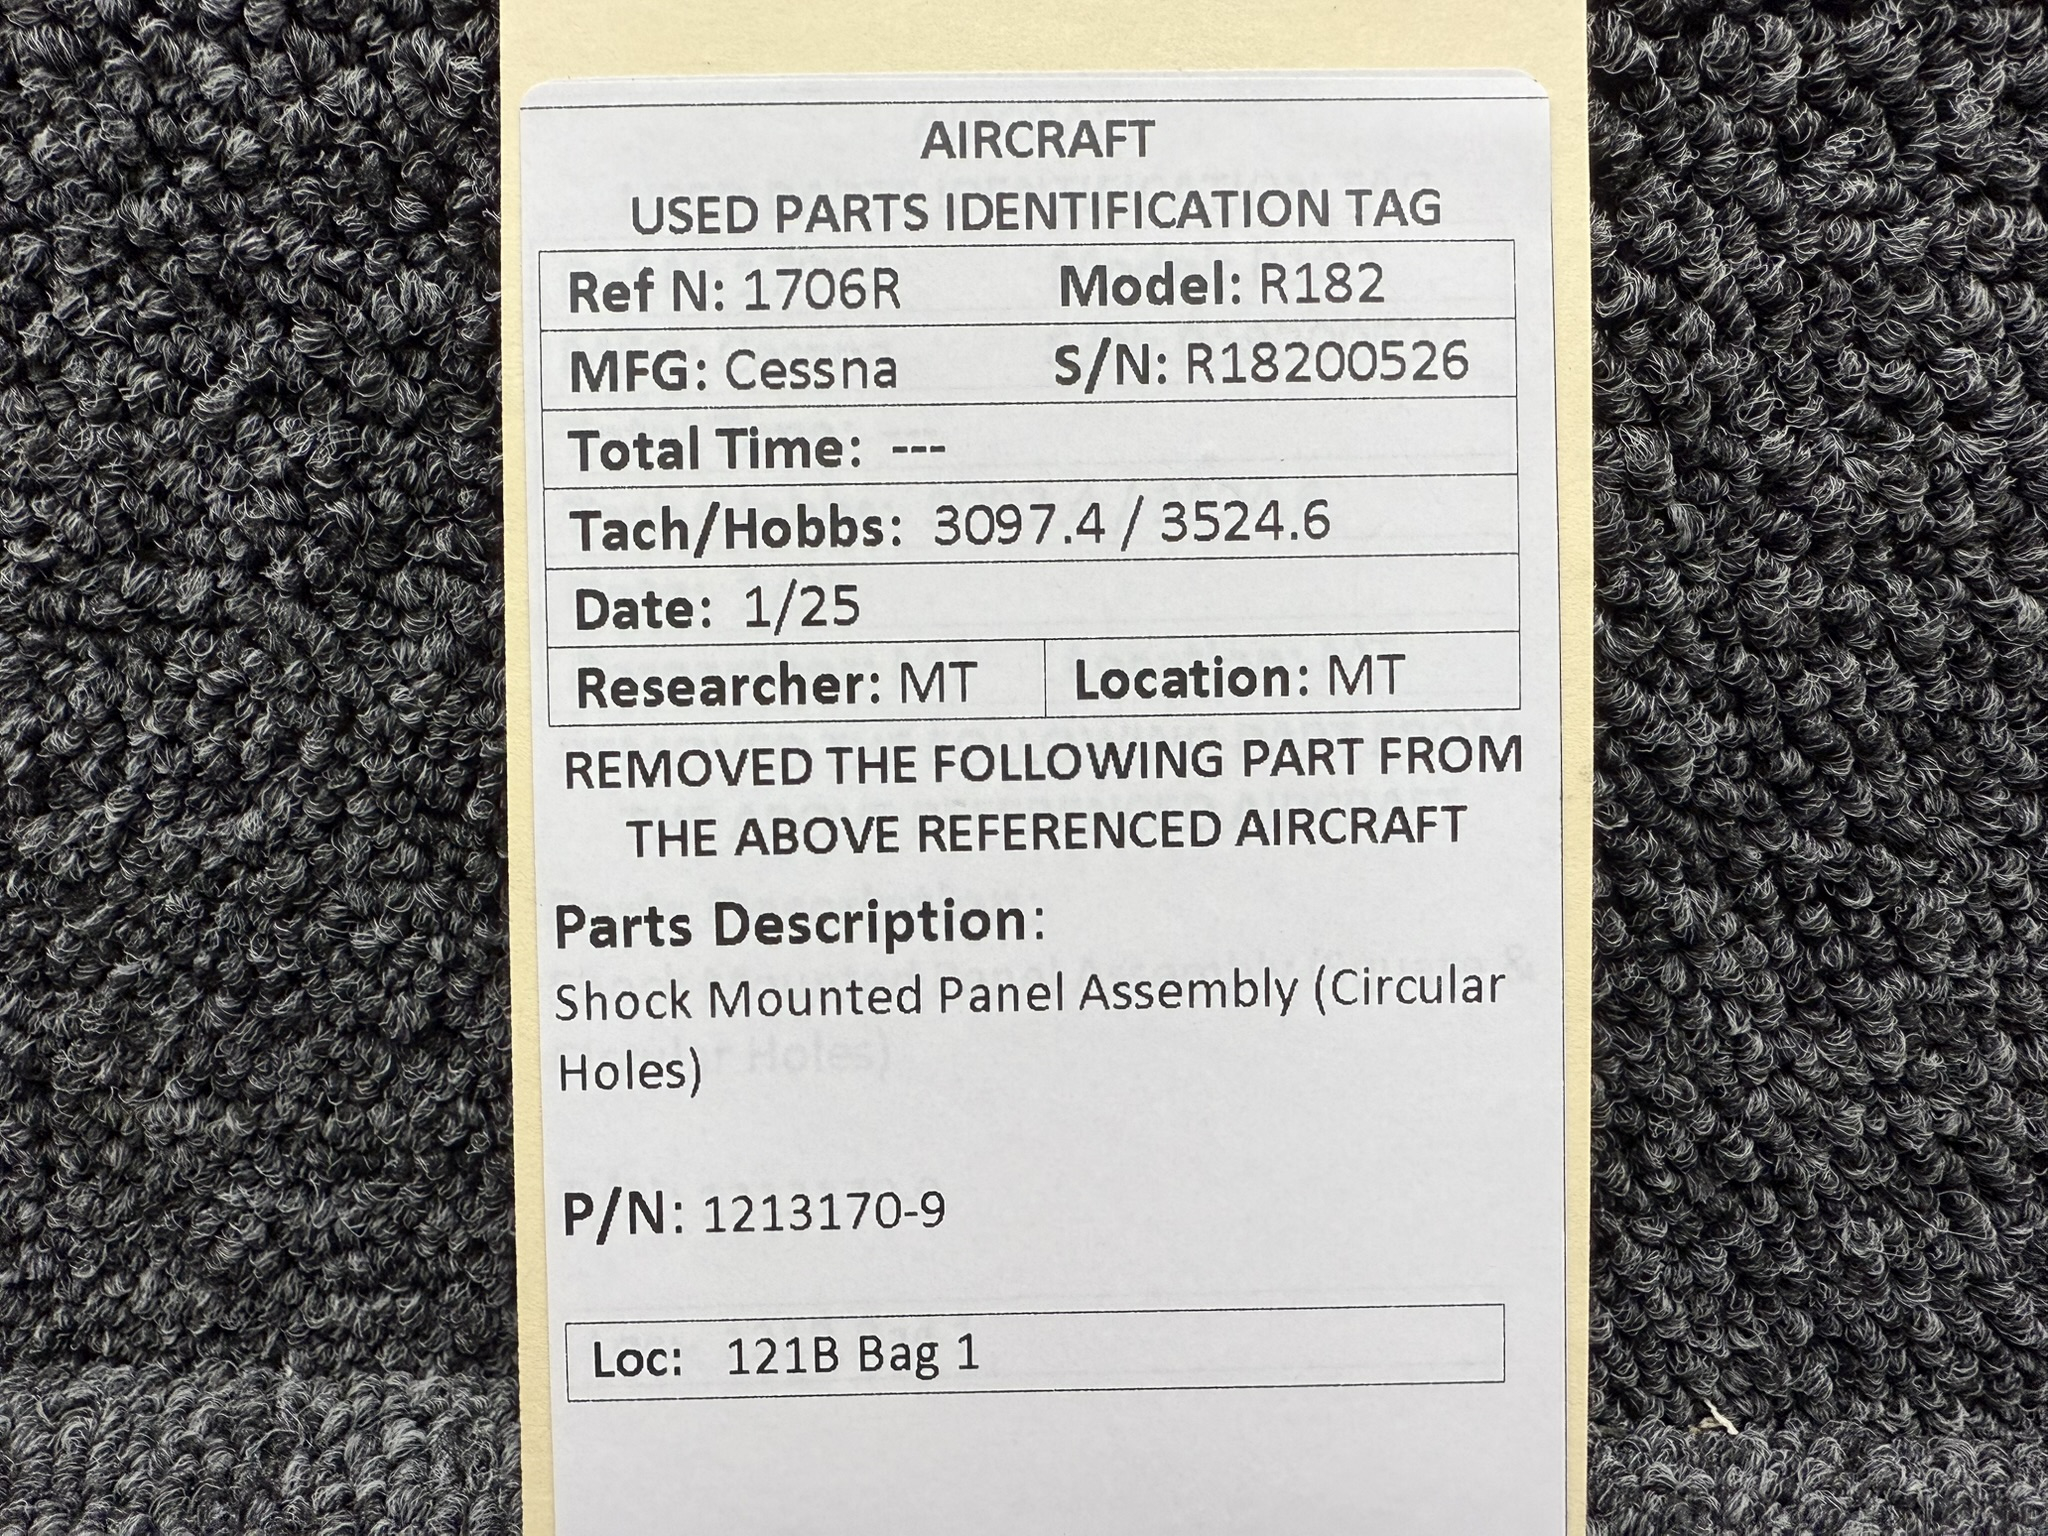 AIRCRAFT
USED PARTS IDENTIFICATION TAG
Ref N: 1706R Model: R182
MFG: Cessna S/N: R18200526
Total Time: ---
Tach/Hobbs: 3097.4 / 3524.6
Date: 1/25
Researcher: MT Location: MT
REMOVED THE FOLLOWING PART FROM
THE ABOVE REFERENCED AIRCRAFT
Parts Description:
Shock Mounted Panel Assembly (Circular
Holes)
P/N: 1213170-9
Loc: 121B Bag 1